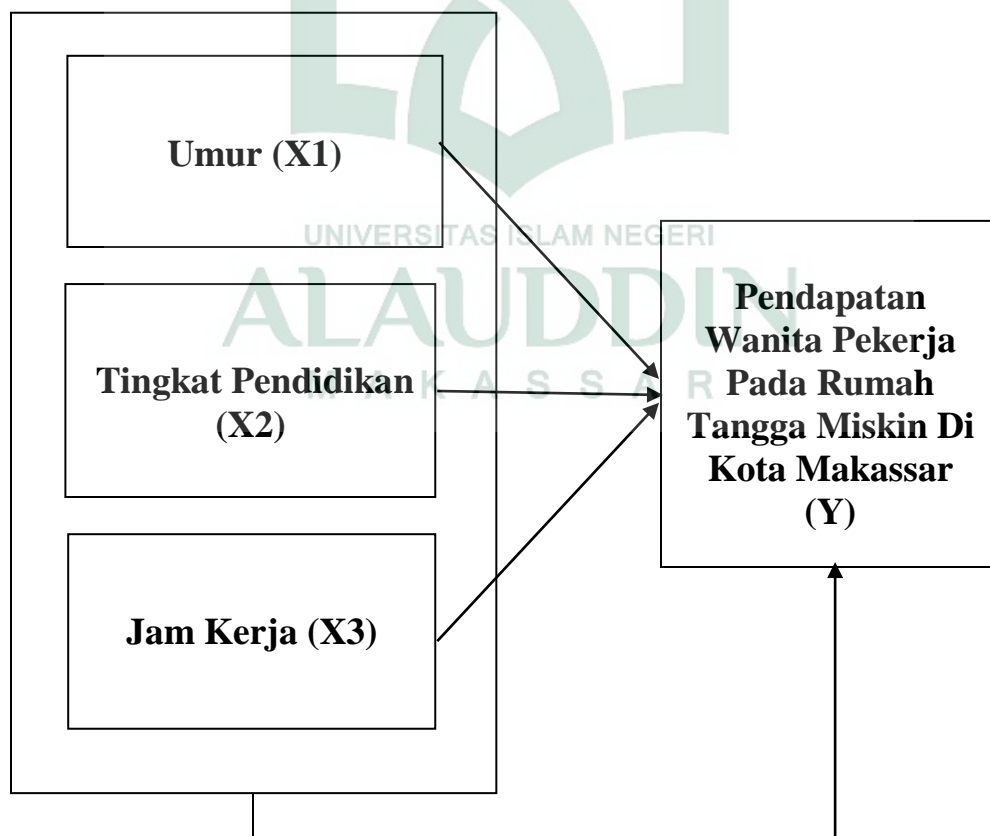 Umur (X1)
UNIVERSITAS ISLAM NEGERI
ALAUDDIN
MAKASSAR
Tingkat Pendidikan
(X2)
Jam Kerja (X3)
Pendapatan
Wanita Pekerja
Pada Rumah
Tangga Miskin Di
Kota Makassar
(Y)